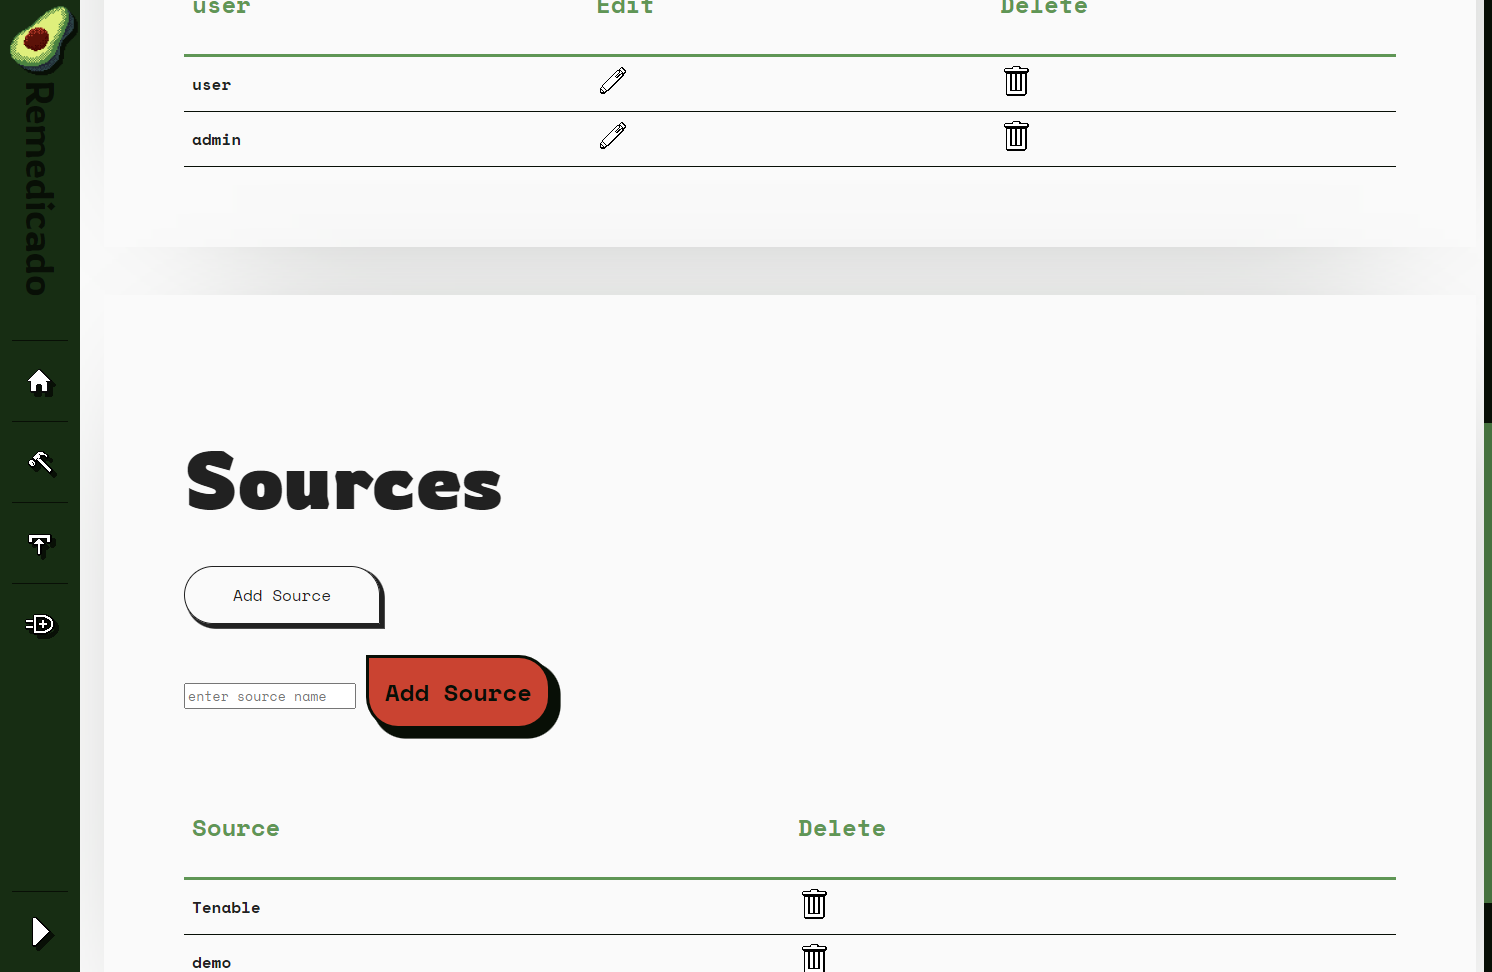 user Edit Delete
user
admin
Remedicado
Sources
Add Source
enter source name Add Source
Source Delete
Tenable
demo